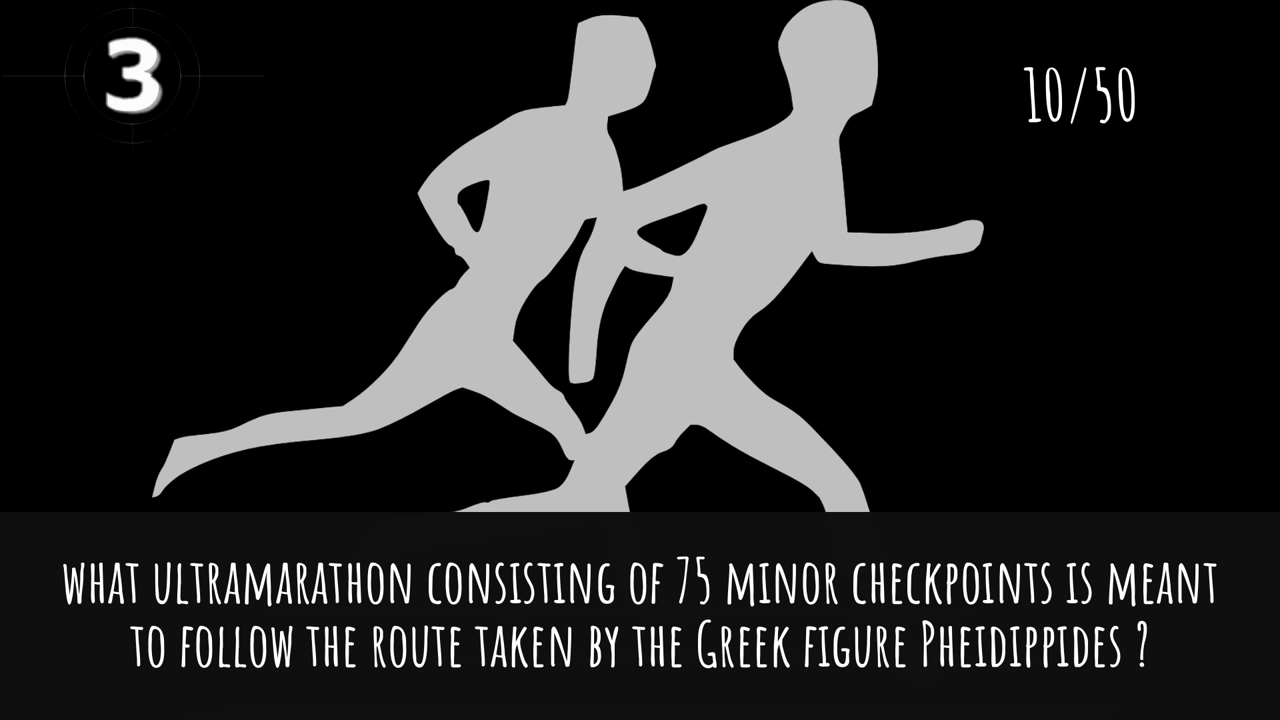 3
10/50
what ultramarathon consisting of 75 minor checkpoints is meant
to follow the route taken by the Greek figure Pheidippides ?